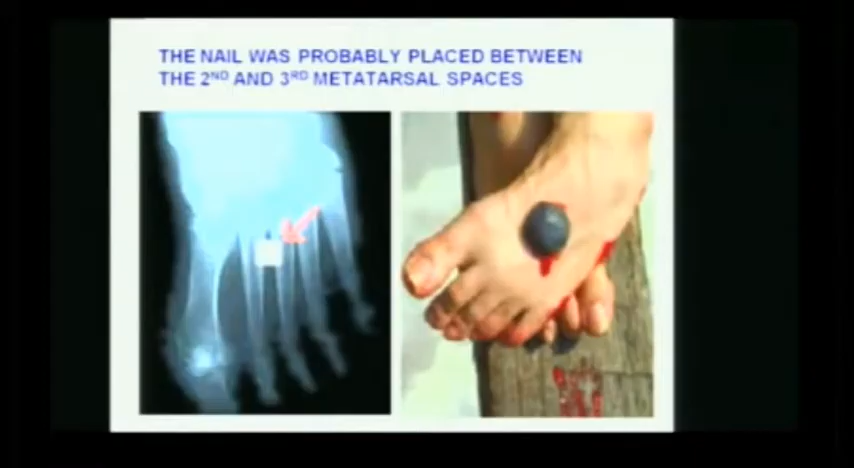 THE NAIL WAS PROBABLY PLACED BETWEEN
THE 2ND AND 3RD METATARSAL SPACES